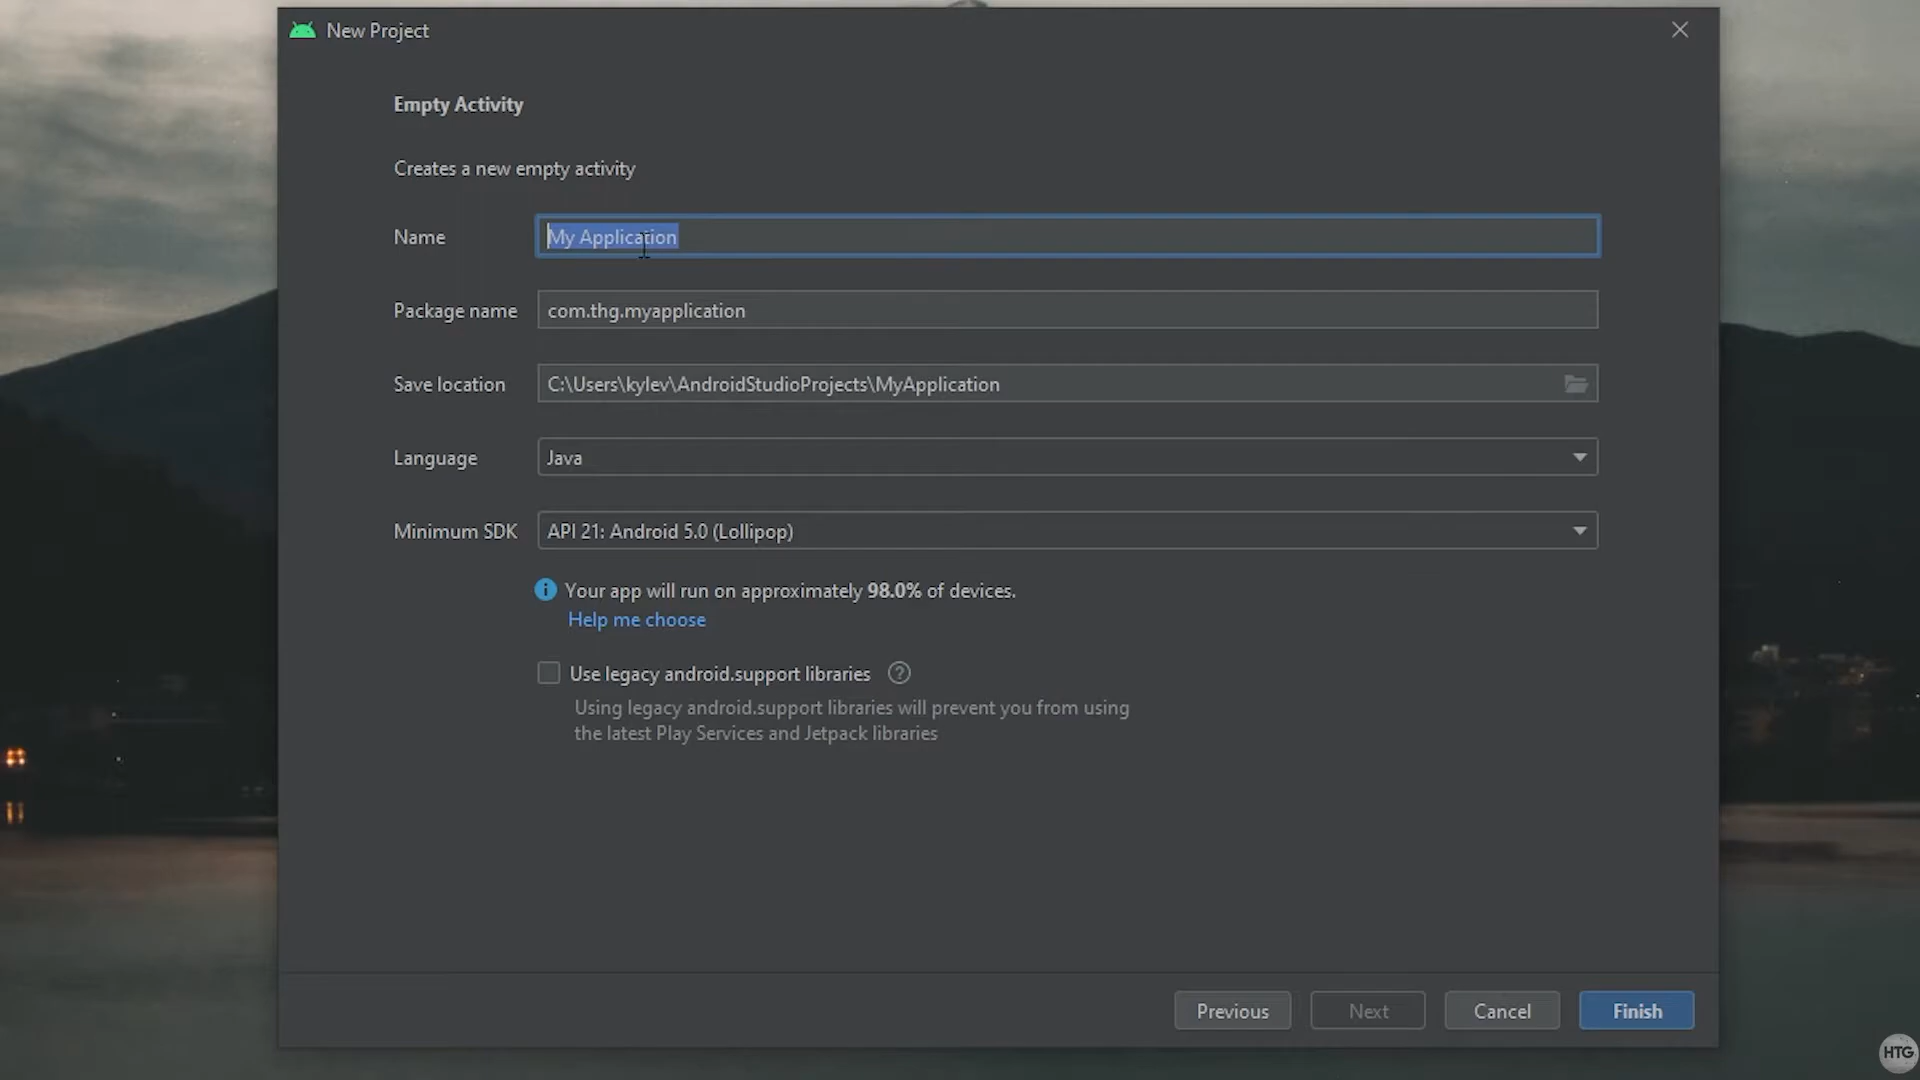 New Project
Empty Activity
Creates a new empty activity
Name
My Application
Package name
com.thg.myapplication
Save location
C:\Users\kylev\AndroidStudioProjects\MyApplication
Language
Java
Minimum SDK
API 21: Android 5.0 (Lollipop)
Your app will run on approximately 98.0% of devices.
Help me choose
Use legacy android.support libraries
Using legacy android.support libraries will prevent you from using
the latest Play Services and Jetpack libraries
Previous
Next
Cancel
Finish
HTG